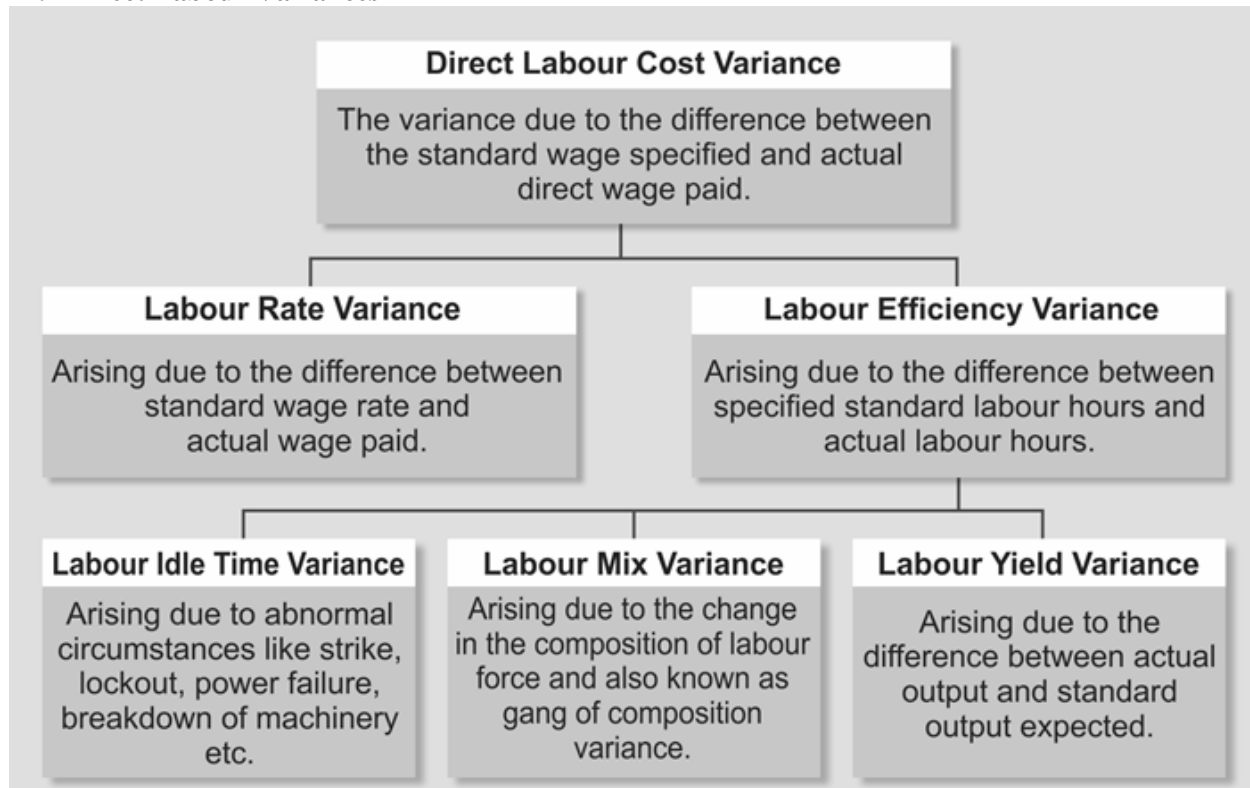 Direct Labour Cost Variance
The variance due to the difference between
the standard wage specified and actual
direct wage paid.
Labour Rate Variance
Arising due to the difference between
standard wage rate and
actual wage paid.
Labour Efficiency Variance
Arising due to the difference between
specified standard labour hours and
actual labour hours.
Labour Idle Time Variance
Arising due to abnormal
circumstances like strike,
lockout, power failure,
breakdown of machinery
etc.
Labour Mix Variance
Arising due to the change
in the composition of labour
force and also known as
gang of composition
variance.
Labour Yield Variance
Arising due to the
difference between actual
output and standard
output expected.